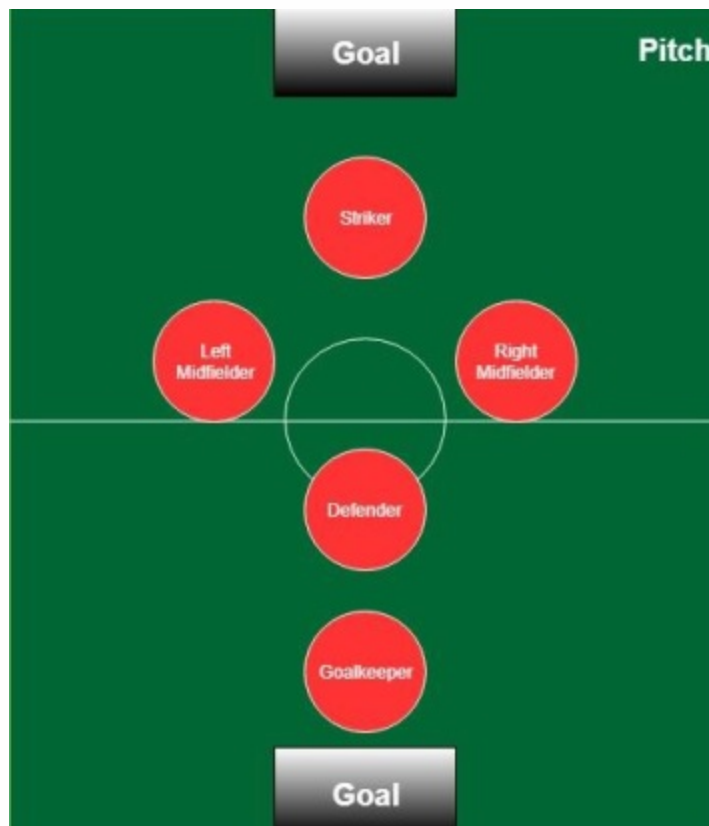 Goal
Pitch
Striker
Left
Midfielder
Right
Midfielder
Defender
Goalkeeper
Goal